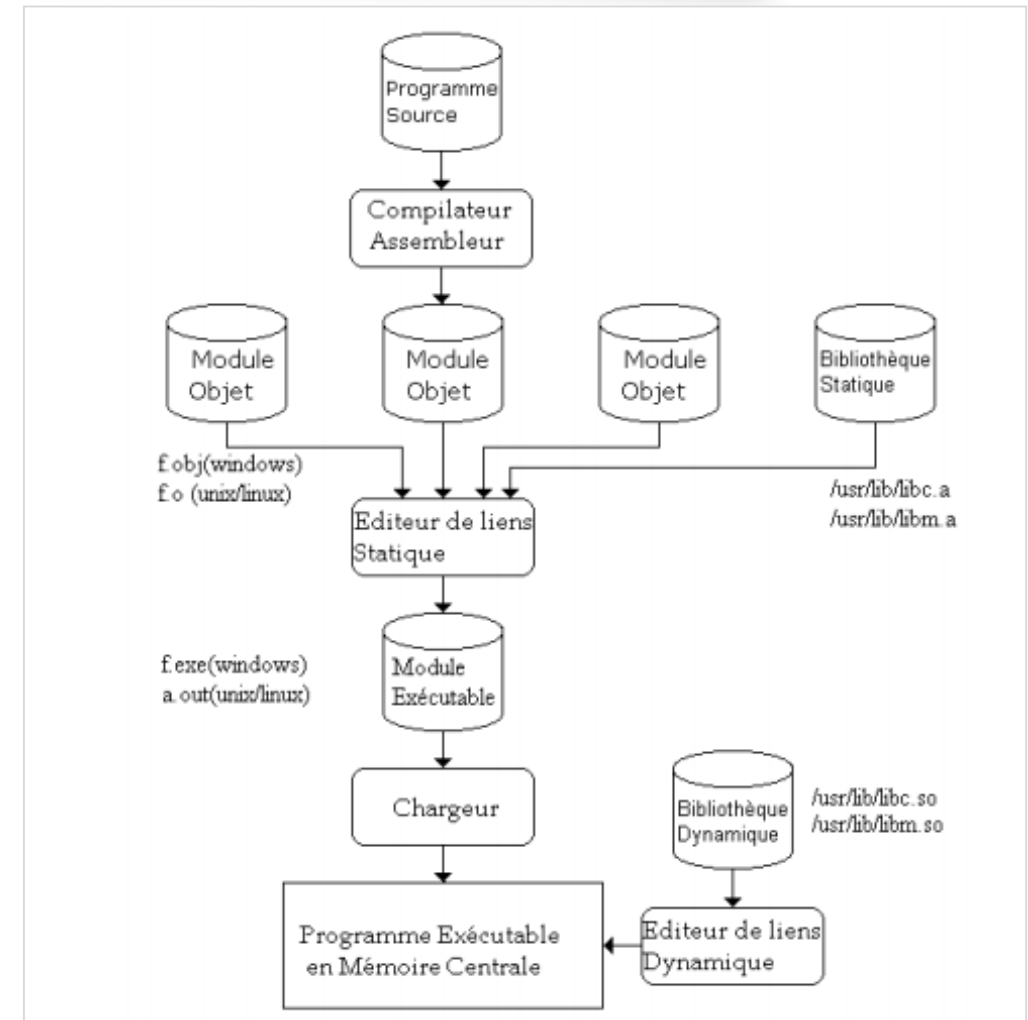 Programme
Source
Compilateur
Assembleur
Module
Objet
Module
Objet
Module
Objet
Bibliothèque
Statique
f.obj(windows)
f.o (unix/linux)
/usr/lib/libc.a
/usr/lib/libm.a
Editeur de liens
Statique
f.exe(windows)
a.out(unix/linux)
Module
Exécutable
Chargeur
Bibliothèque
Dynamique
/usr/lib/libc.so
/usr/lib/libm.so
Programme Exécutable
en Mémoire Centrale
Editeur de liens
Dynamique